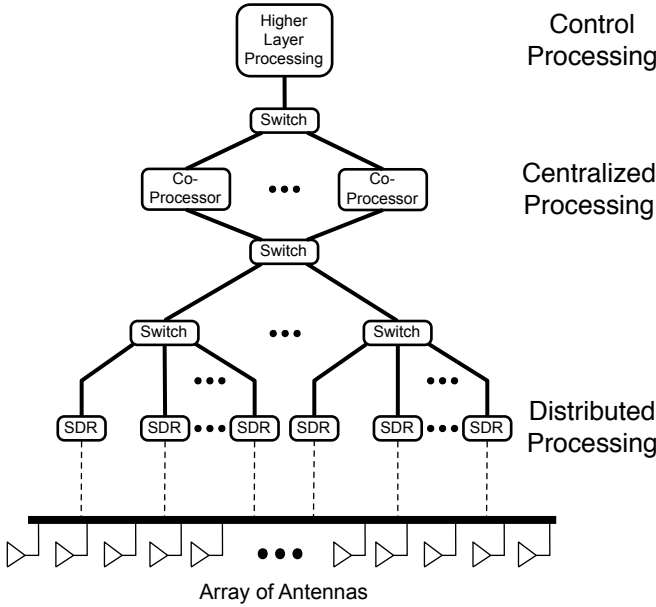 Higher
Layer
Processing
Control
Processing
Switch
Co-
Processor
Co-
Processor
Centralized
Processing
Switch
Switch
Switch
SDR
SDR
SDR
SDR
SDR
SDR
Distributed
Processing
Array of Antennas